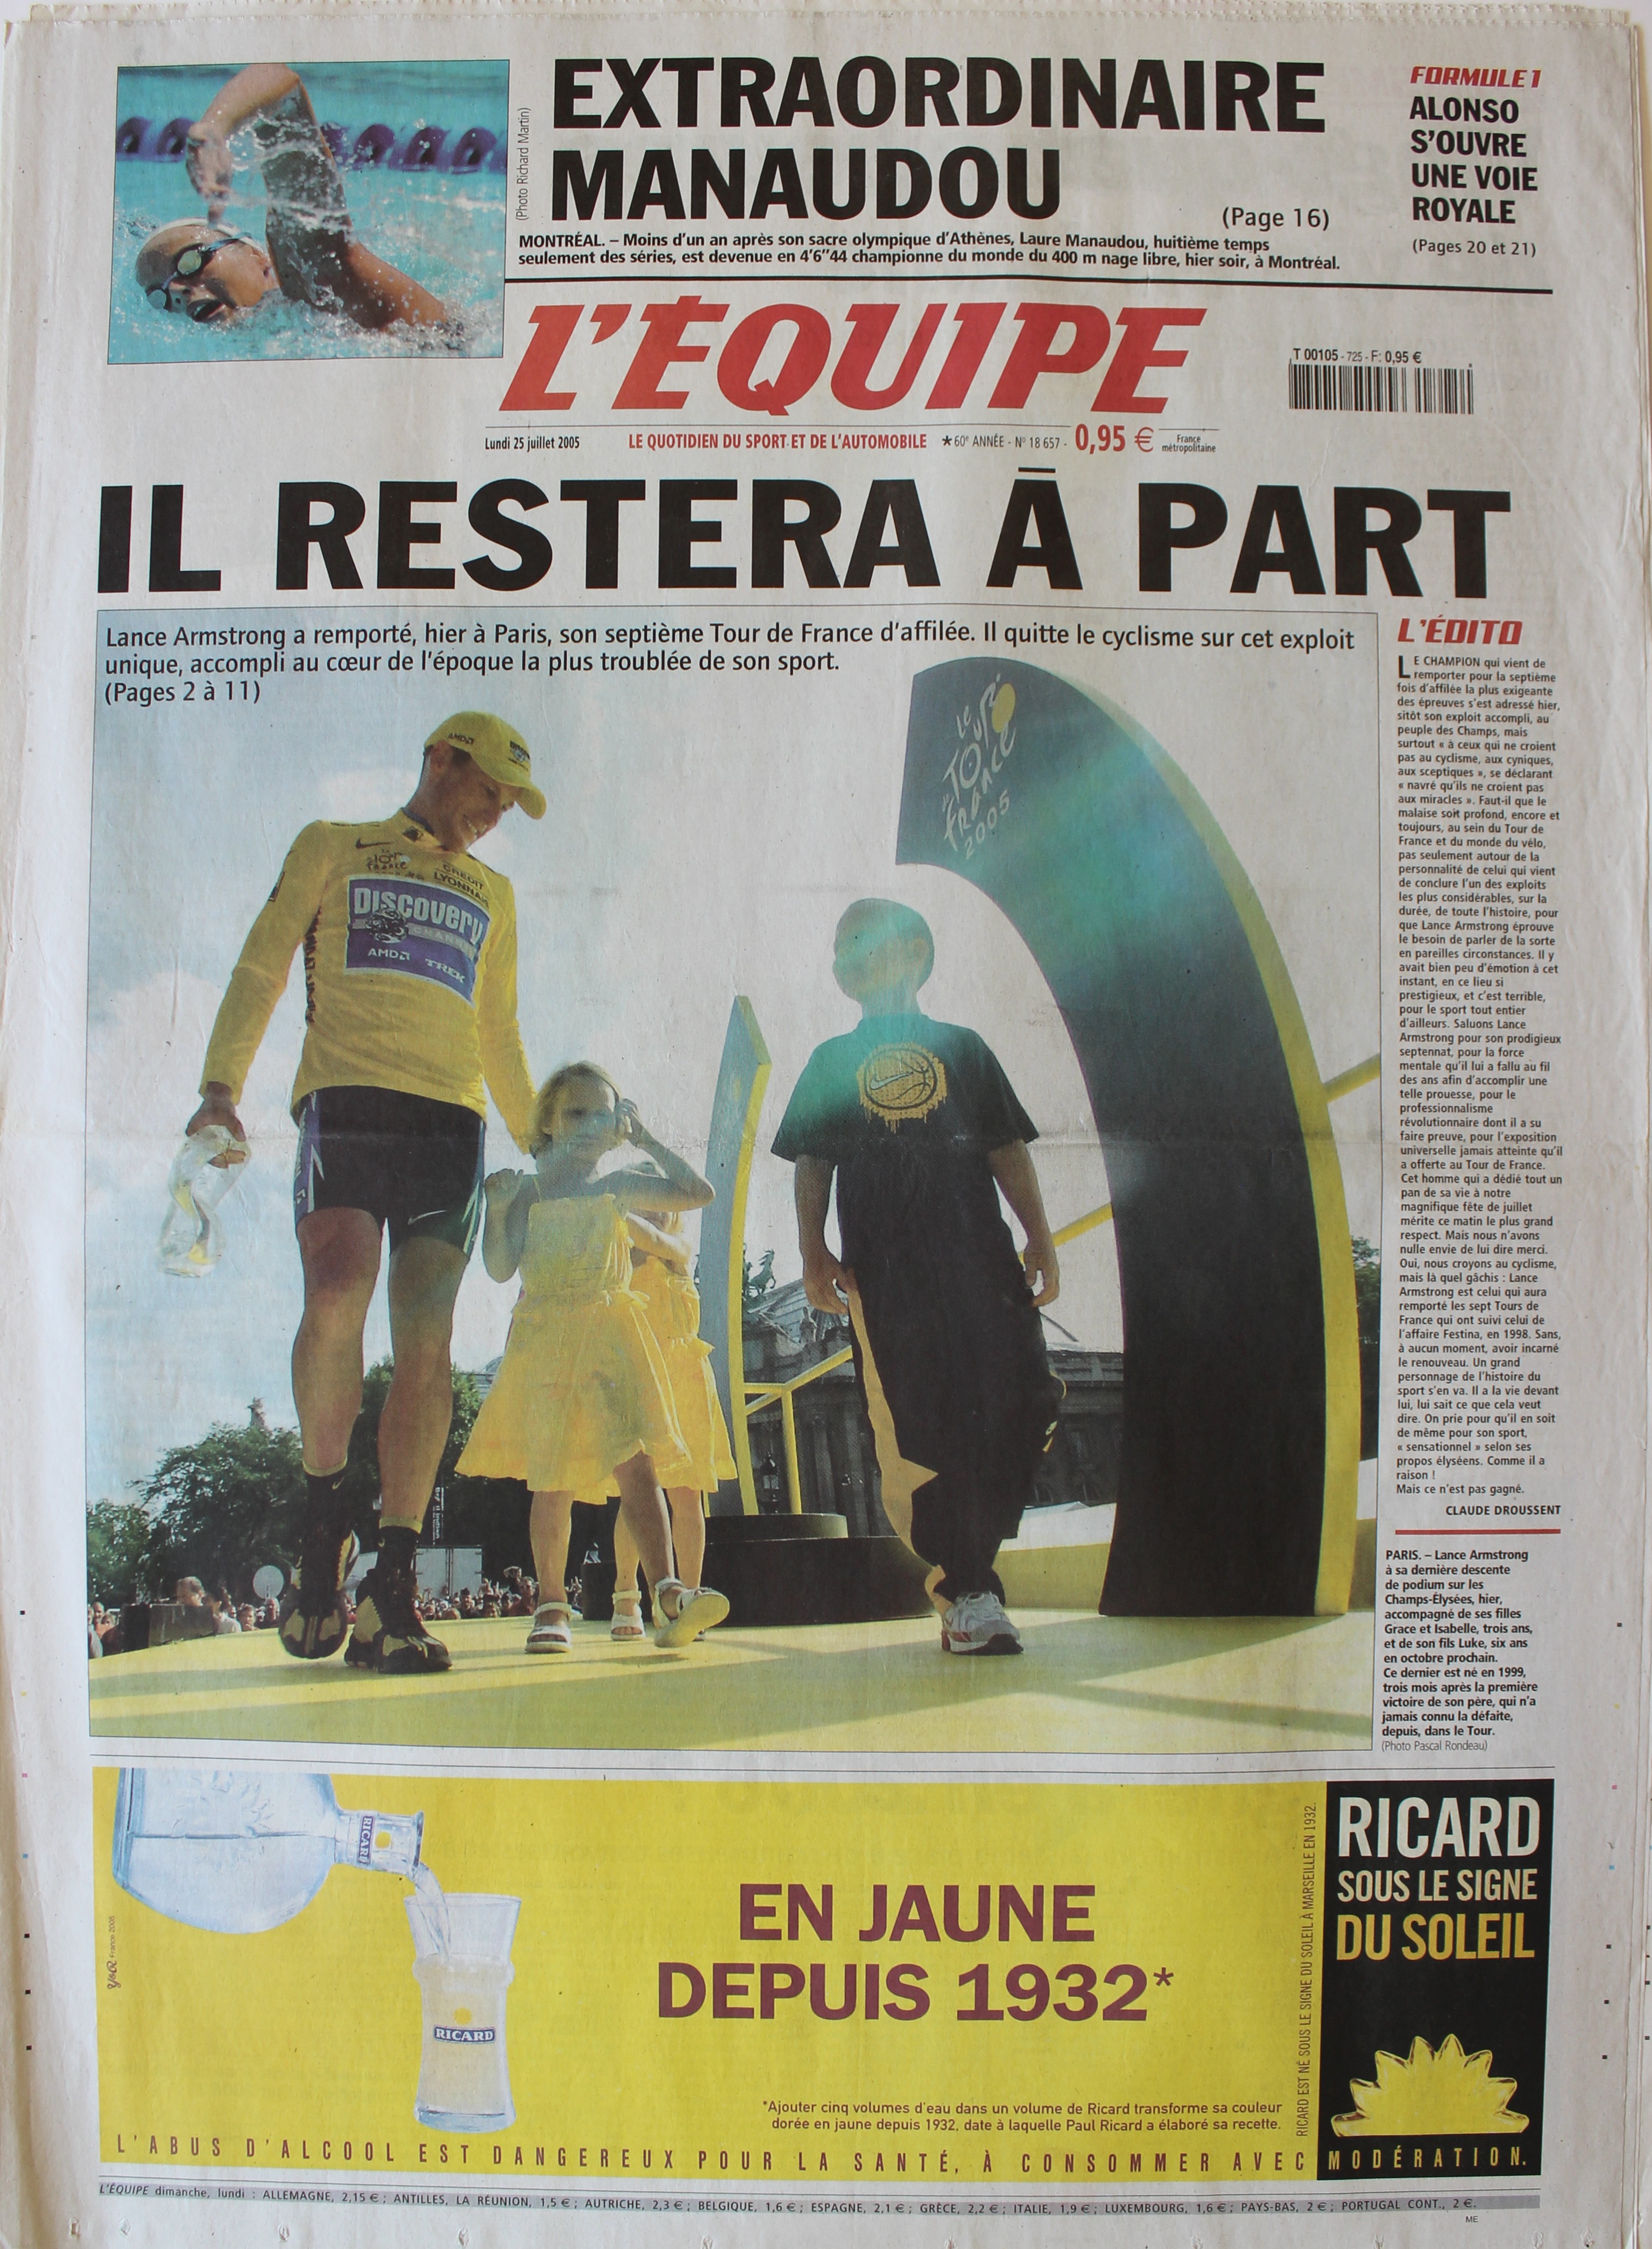 EXTRAORDINAIRE
MANAUDOU
(Page 16)
(Photo Richard Martin)
MONTRÉAL. – Moins d'un an après son sacre olympique d'Athènes, Laure Manaudou, huitième temps
seulement des séries, est devenue en 4'6''44 championne du monde du 400 m nage libre, hier soir, à Montréal.
FORMULE 1
ALONSO
S'OUVRE
UNE VOIE
ROYALE
(Pages 20 et 21)
L'ÉQUIPE
T 00105 - 725 - F: 0,95 €
Lundi 25 juillet 2005
LE QUOTIDIEN DU SPORT ET DE L'AUTOMOBILE
★ 60e ANNÉE - N° 18 657 - 0,95 € France métropolitaine
IL RESTERA À PART
Lance Armstrong a remporté, hier à Paris, son septième Tour de France d'affilée. Il quitte le cyclisme sur cet exploit
unique, accompli au cœur de l'époque la plus troublée de son sport.
(Pages 2 à 11)
le
TOUR
de
FRANCE
2005
AMD
CREDIT
LYONNAIS
DISCOVERY
CHANNEL
AMD TREK
L'ÉDITO
LE CHAMPION qui vient de
remporter pour la septième
fois d'affilée la plus exigeante
des épreuves s'est adressé hier,
sitôt son exploit accompli, au
peuple des Champs, mais
surtout « à ceux qui ne croient
pas au cyclisme, aux cyniques,
aux sceptiques », se déclarant
« navré qu'ils ne croient pas
aux miracles ». Faut-il que le
malaise soit profond, encore et
toujours, au sein du Tour de
France et du monde du vélo,
pas seulement autour de la
personnalité de celui qui vient
de conclure l'un des exploits
les plus considérables, sur la
durée, de toute l'histoire, pour
que Lance Armstrong éprouve
le besoin de parler de la sorte
en pareilles circonstances. Il y
avait bien peu d'émotion à cet
instant, en ce lieu si
prestigieux, et c'est terrible,
pour le sport tout entier
d'ailleurs. Saluons Lance
Armstrong pour son prodigieux
septennat, pour la force
mentale qu'il lui a fallu au fil
des ans afin d'accomplir une
telle prouesse, pour le
professionnalisme
révolutionnaire dont il a su
faire preuve, pour l'exposition
universelle jamais atteinte qu'il
a offerte au Tour de France.
Cet homme qui a dédié tout un
pan de sa vie à notre
magnifique fête de juillet
mérite ce matin le plus grand
respect. Mais nous n'avons
nulle envie de lui dire merci.
Oui, nous croyons au cyclisme,
mais là quel gâchis : Lance
Armstrong est celui qui aura
remporté les sept Tours de
France qui ont suivi celui de
l'affaire Festina, en 1998. Sans,
à aucun moment, avoir incarné
le renouveau. Un grand
personnage de l'histoire du
sport s'en va. Il a la vie devant
lui, lui sait ce que cela veut
dire. On prie pour qu'il en soit
de même pour son sport,
« sensationnel » selon ses
propos élyséens. Comme il a
raison !
Mais ce n'est pas gagné.
CLAUDE DROUSSENT
PARIS. – Lance Armstrong
à sa dernière descente
de podium sur les
Champs-Élysées, hier,
accompagné de ses filles
Grace et Isabelle, trois ans,
et de son fils Luke, six ans
en octobre prochain.
Ce dernier est né en 1999,
trois mois après la première
victoire de son père, qui n'a
jamais connu la défaite,
depuis, dans le Tour.
(Photo Pascal Rondeau)
RICARD
RICARD
Y&R France 2005
EN JAUNE
DEPUIS 1932*
*Ajouter cinq volumes d'eau dans un volume de Ricard transforme sa couleur
dorée en jaune depuis 1932, date à laquelle Paul Ricard a élaboré sa recette.
RICARD EST NÉ SOUS LE SIGNE DU SOLEIL À MARSEILLE EN 1932.
RICARD
SOUS LE SIGNE
DU SOLEIL
L'ABUS D'ALCOOL EST DANGEREUX POUR LA SANTÉ, À CONSOMMER AVEC MODÉRATION.
L'ÉQUIPE dimanche, lundi : ALLEMAGNE, 2,15 € ; ANTILLES, LA RÉUNION, 1,5 € ; AUTRICHE, 2,3 € ; BELGIQUE, 1,6 € ; ESPAGNE, 2,1 € ; GRÈCE, 2,2 € ; ITALIE, 1,9 € ; LUXEMBOURG, 1,6 € ; PAYS-BAS, 2 € ; PORTUGAL CONT., 2 €.
ME